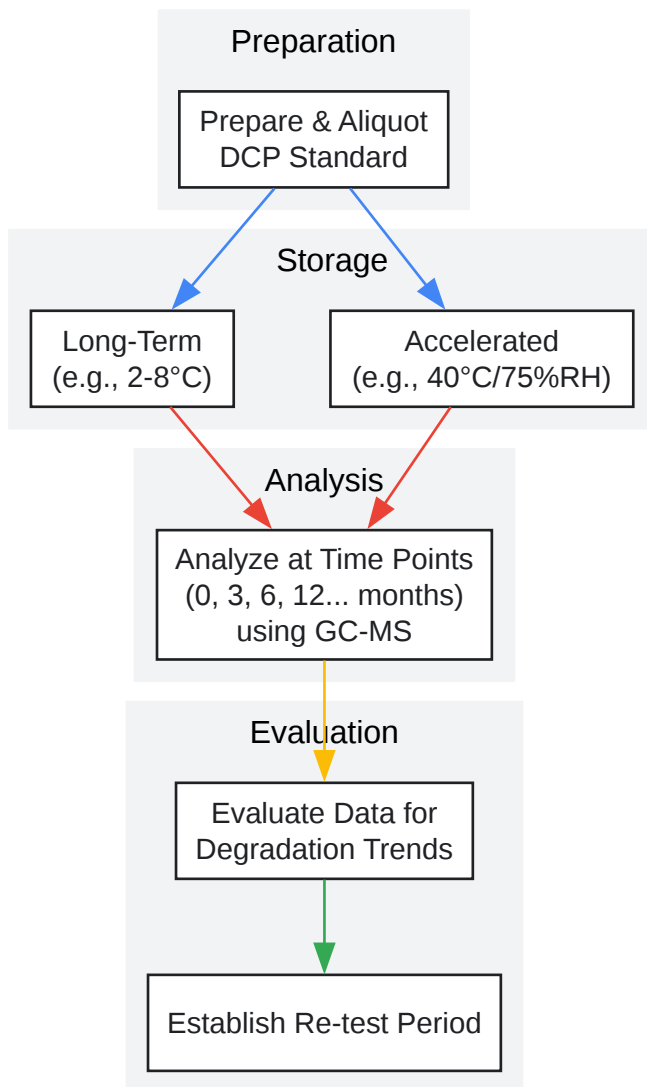 Preparation
Prepare & Aliquot
DCP Standard
Storage
Long-Term
(e.g., 2-8°C)
Accelerated
(e.g., 40°C/75%RH)
Analysis
Analyze at Time Points
(0, 3, 6, 12... months)
using GC-MS
Evaluation
Evaluate Data for
Degradation Trends
Establish Re-test Period